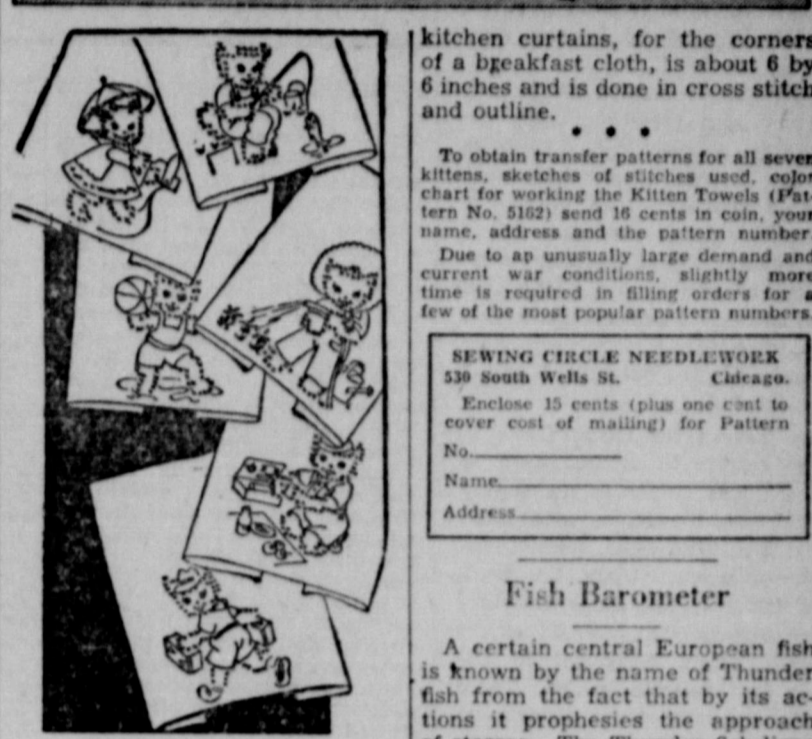 kitchen curtains, for the corners
of a breakfast cloth, is about 6 by
6 inches and is done in cross stitch
and outline.
• • •
To obtain transfer patterns for all seven
kittens, sketches of stitches used, color
chart for working the Kitten Towels (Pat-
tern No. 5162) send 16 cents in coin, your
name, address and the pattern number.
Due to an unusually large demand and
current war conditions, slightly more
time is required in filling orders for a
few of the most popular pattern numbers.
SEWING CIRCLE NEEDLEWORK
530 South Wells St. Chicago.
Enclose 15 cents (plus one cent to
cover cost of mailing) for Pattern
No.
Name
Address
Fish Barometer
A certain central European fish
is known by the name of Thunder
fish from the fact that by its ac-
tions it prophesies the approach